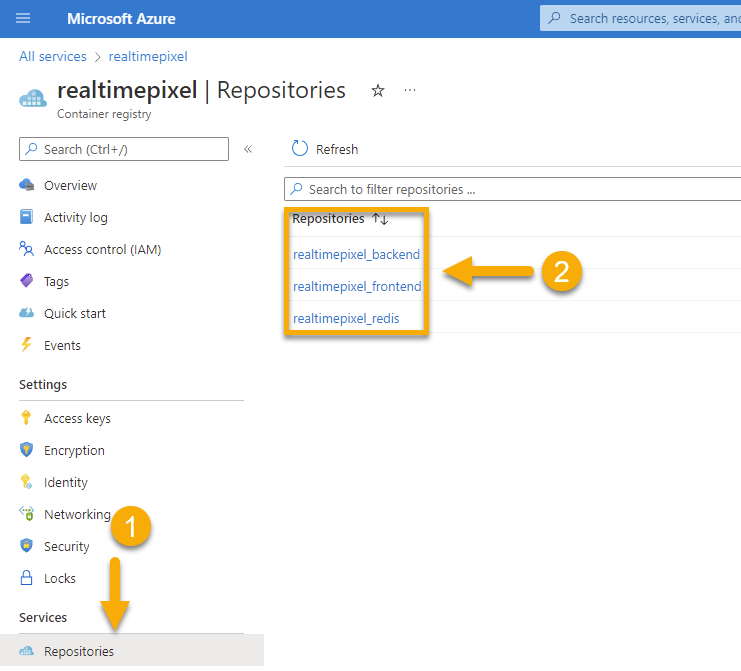 Microsoft Azure
Search resources, services, and
All services > realtimepixel
realtimepixel | Repositories
Container registry
Search (Ctrl+/)
«
Refresh
Overview
Activity log
Access control (IAM)
Tags
Quick start
Events
Settings
Access keys
Encryption
Identity
Networking
Security
Locks
Services
Repositories
1
Search to filter repositories ...
Repositories ↑↓
realtimepixel_backend
realtimepixel_frontend
realtimepixel_redis
2